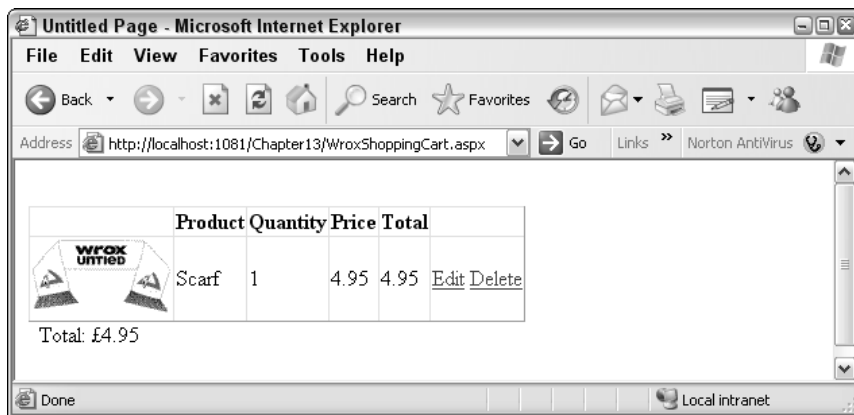 Untitled Page - Microsoft Internet Explorer
File Edit View Favorites Tools Help
Back Search Favorites
Address http://localhost:1081/Chapter13/WroxShoppingCart.aspx Go Links » Norton AntiVirus
Product Quantity Price Total
wrox
UNTIED
Scarf 1 4.95 4.95 Edit Delete
Total: £4.95
Done Local intranet